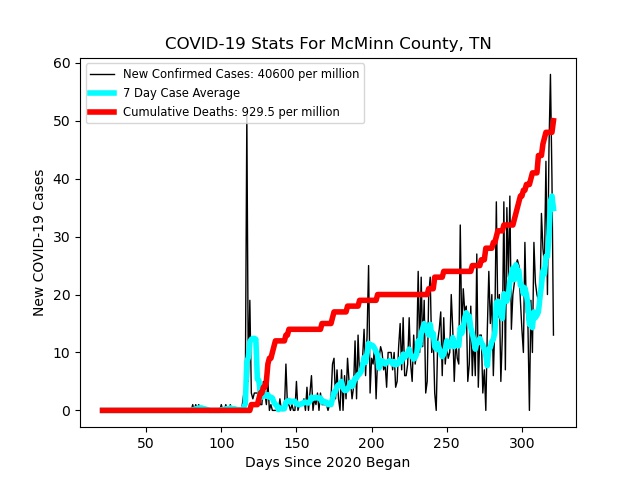 COVID-19 Stats For McMinn County, TN
New Confirmed Cases: 40600 per million
7 Day Case Average
Cumulative Deaths: 929.5 per million
New COVID-19 Cases
60
50
40
30
20
10
0
50 100 150 200 250 300
Days Since 2020 Began